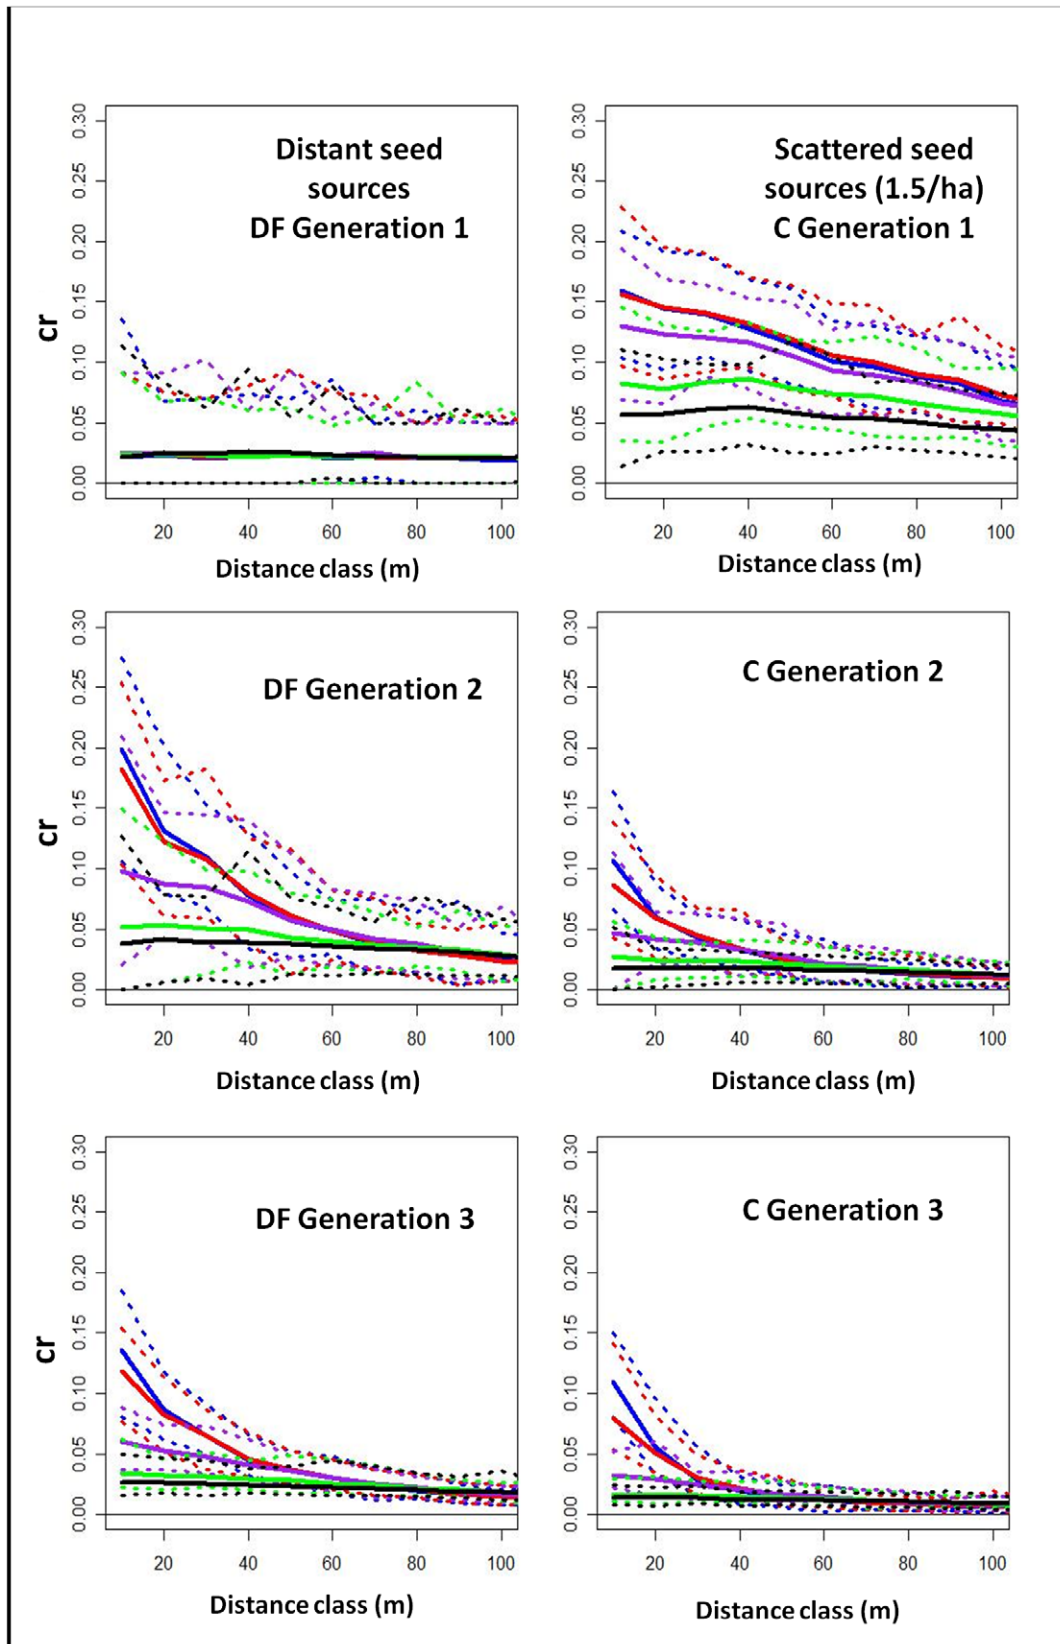 Distant seed
sources
DF Generation 1
cr
0.00 0.05 0.10 0.15 0.20 0.25 0.30
20 40 60 80 100
Distance class (m)
Scattered seed
sources (1.5/ha)
C Generation 1
0.00 0.05 0.10 0.15 0.20 0.25 0.30
20 40 60 80 100
Distance class (m)
DF Generation 2
cr
0.00 0.05 0.10 0.15 0.20 0.25 0.30
20 40 60 80 100
Distance class (m)
C Generation 2
0.00 0.05 0.10 0.15 0.20 0.25 0.30
20 40 60 80 100
Distance class (m)
DF Generation 3
cr
0.00 0.05 0.10 0.15 0.20 0.25 0.30
20 40 60 80 100
Distance class (m)
C Generation 3
0.00 0.05 0.10 0.15 0.20 0.25 0.30
20 40 60 80 100
Distance class (m)